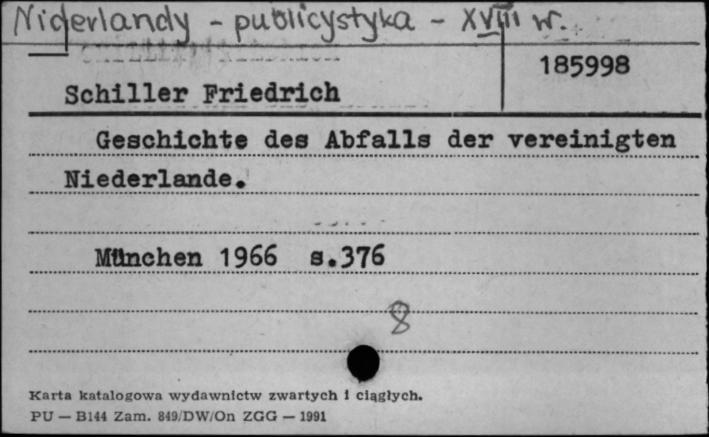 Niderlandy - publicystyka - XVIII w.
185998
Schiller Friedrich
Geschichte des Abfalls der vereinigten
Niederlande.
München 1966 s.376
8
Karta katalogowa wydawnictw zwartych i ciągłych.
PU — B144 Zam. 849/DW/On ZGG — 1991